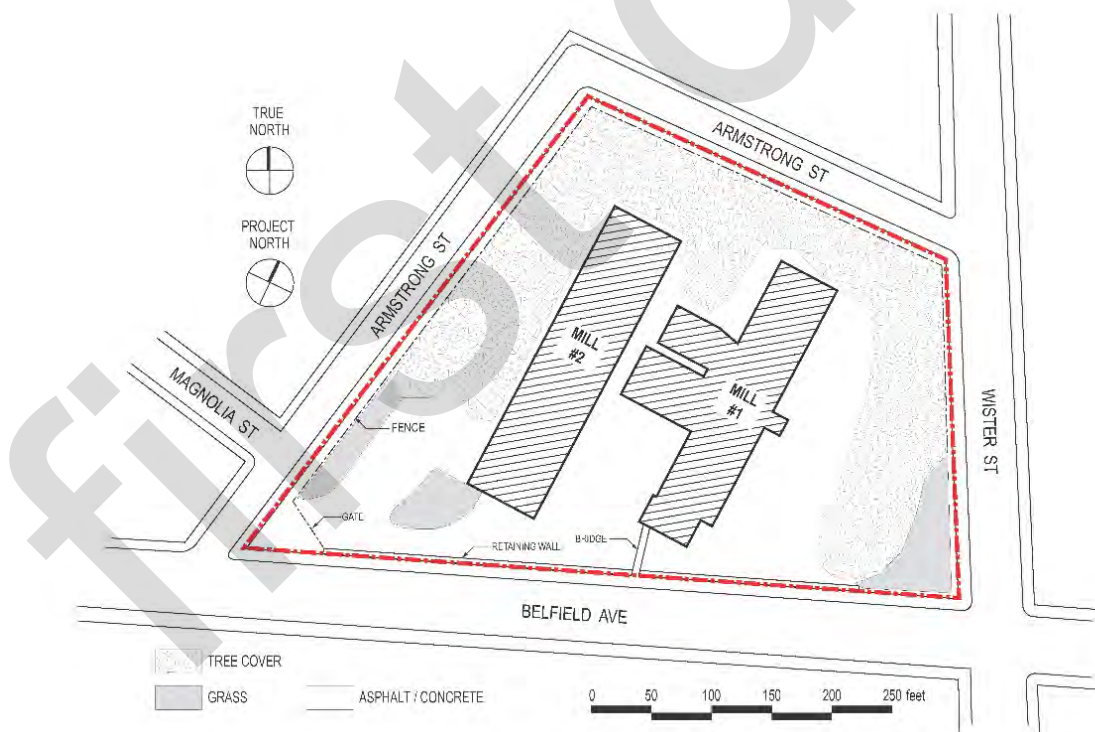 TRUE
NORTH
PROJECT
NORTH
ARMSTRONG ST
ARMSTRONG ST
MAGNOLIA ST
WISTER ST
MILL
#2
MILL
#1
FENCE
GATE
RETAINING WALL
BRIDGE
BELFIELD AVE
TREE COVER
GRASS
ASPHALT / CONCRETE
0 50 100 150 200 250 feet